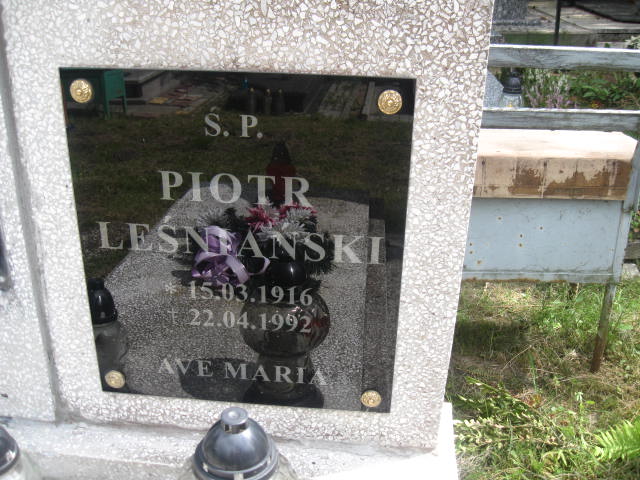 Ś. P.
PIOTR
LEŚNIAŃSKI
* 15.03.1916
† 22.04.1992
AVE MARIA